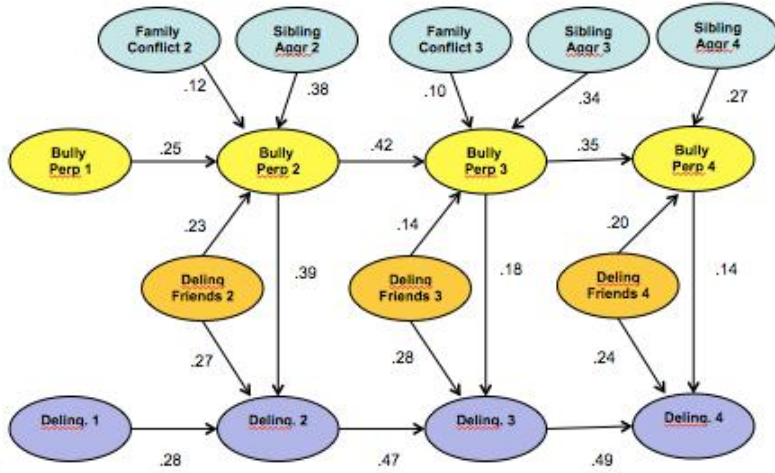 Family
Conflict 2
Sibling
Aggr 2
Family
Conflict 3
Sibling
Aggr 3
Sibling
Aggr 4
.12
.38
.10
.34
.27
Bully
Perp 1
.25
Bully
Perp 2
.42
Bully
Perp 3
.35
Bully
Perp 4
.23
.14
.20
Delinq
Friends 2
.39
Delinq
Friends 3
.18
Delinq
Friends 4
.14
.27
.28
.24
Delinq. 1
Delinq. 2
Delinq. 3
Delinq. 4
.28
.47
.49